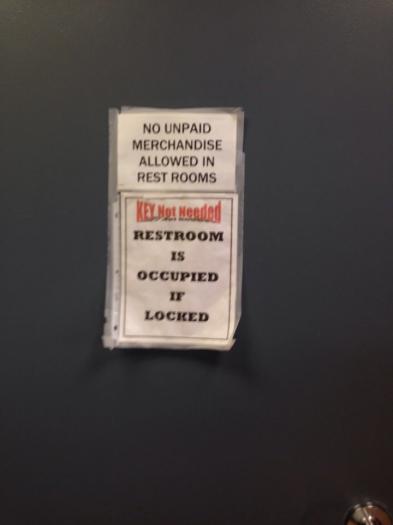 NO UNPAID
MERCHANDISE
ALLOWED IN
REST ROOMS
KEY Not Needed
RESTROOM
IS
OCCUPIED
IF
LOCKED